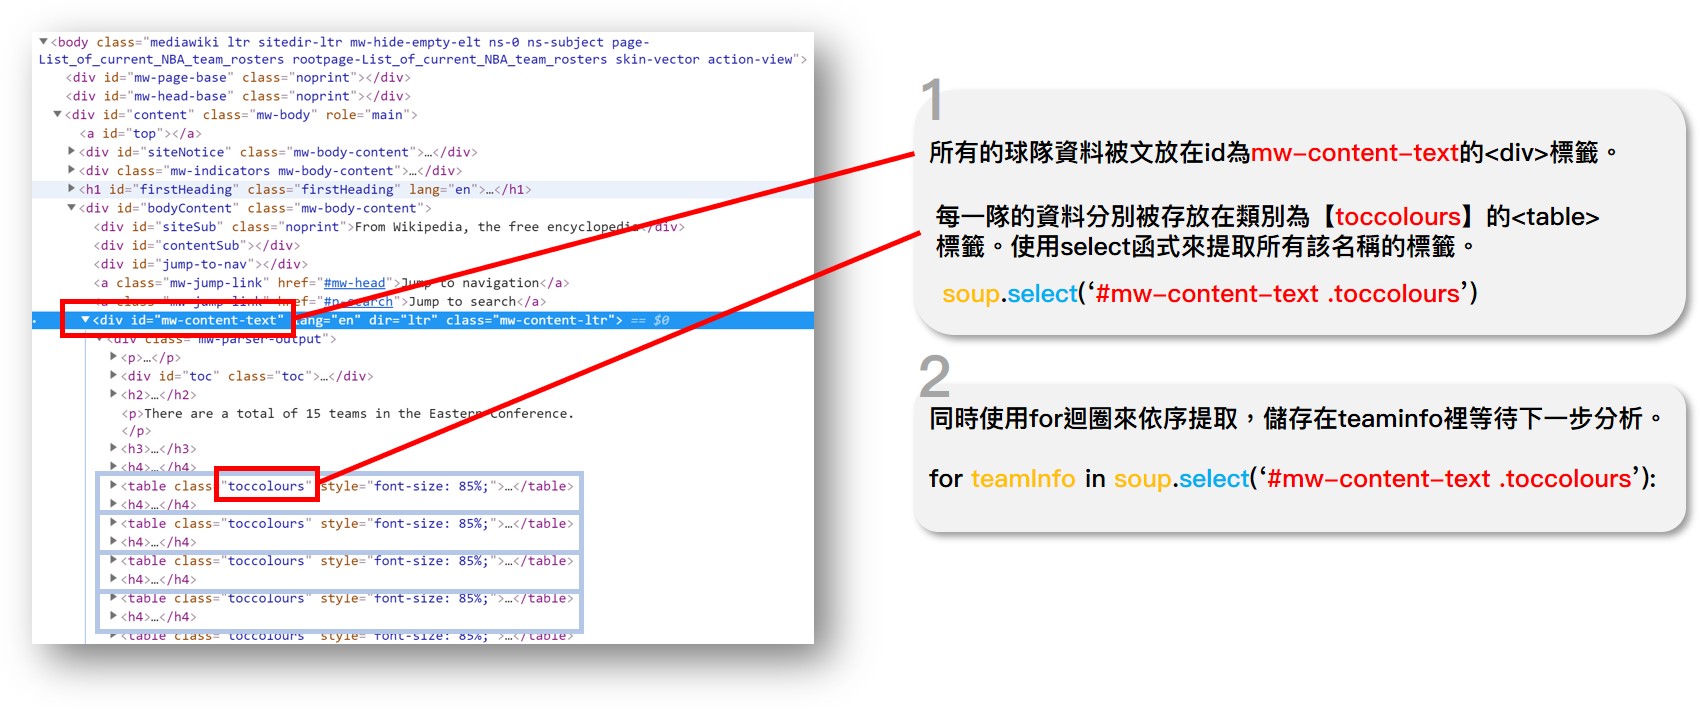 ▼<body class="mediawiki ltr sitedir-ltr mw-hide-empty-elt ns-0 ns-subject page-
List_of_current_NBA_team_rosters rootpage-List_of_current_NBA_team_rosters skin-vector action-view">
<div id="mw-page-base" class="noprint"></div>
<div id="mw-head-base" class="noprint"></div>
▼<div id="content" class="mw-body" role="main">
<a id="top"></a>
▶<div id="siteNotice" class="mw-body-content">…</div>
▶<div class="mw-indicators mw-body-content">…</div>
▶<h1 id="firstHeading" class="firstHeading" lang="en">…</h1>
▼<div id="bodyContent" class="mw-body-content">
<div id="siteSub" class="noprint">From Wikipedia, the free encyclopedia</div>
<div id="contentSub"></div>
<div id="jump-to-nav"></div>
<a class="mw-jump-link" href="#mw-head">Jump to navigation</a>
<a class="mw-jump-link" href="#p-search">Jump to search</a>
▼<div id="mw-content-text" lang="en" dir="ltr" class="mw-content-ltr"> == $0
▼<div class="mw-parser-output">
▶<p>…</p>
▶<div id="toc" class="toc">…</div>
▶<h2>…</h2>
<p>There are a total of 15 teams in the Eastern Conference.
</p>
▶<h3>…</h3>
▶<h4>…</h4>
▶<table class="toccolours" style="font-size: 85%;">…</table>
▶<h4>…</h4>
▶<table class="toccolours" style="font-size: 85%;">…</table>
▶<h4>…</h4>
▶<table class="toccolours" style="font-size: 85%;">…</table>
▶<h4>…</h4>
▶<table class="toccolours" style="font-size: 85%;">…</table>
▶<h4>…</h4>
▶<table class="toccolours" style="font-size: 85%;">…</table>
1
所有的球隊資料被文放在id為mw-content-text的<div>標籤。
每一隊的資料分別被存放在類別為【toccolours】的<table>
標籤。使用select函式來提取所有該名稱的標籤。
soup.select(‘#mw-content-text .toccolours’)
2
同時使用for迴圈來依序提取，儲存在teaminfo裡等待下一步分析。
for teamInfo in soup.select(‘#mw-content-text .toccolours’):